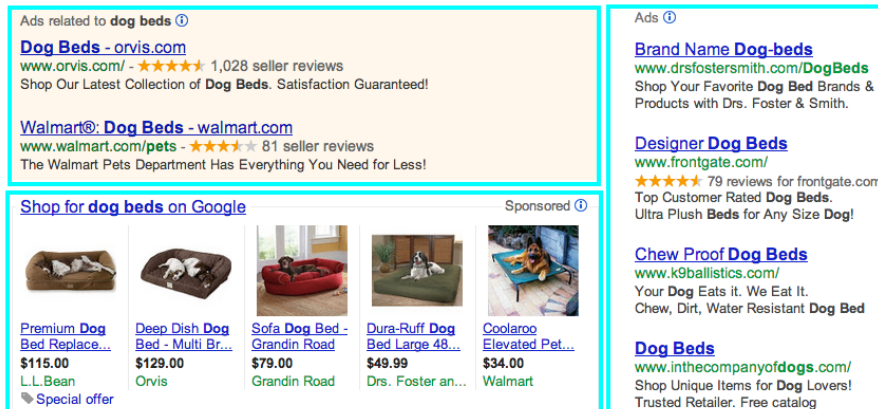 Ads related to dog beds
Dog Beds - orvis.com
www.orvis.com/ - 1,028 seller reviews
Shop Our Latest Collection of Dog Beds. Satisfaction Guaranteed!
Walmart®: Dog Beds - walmart.com
www.walmart.com/pets - 81 seller reviews
The Walmart Pets Department Has Everything You Need for Less!
Shop for dog beds on Google
Sponsored
Premium Dog
Bed Replace...
$115.00
L.L.Bean
Special offer
Deep Dish Dog
Bed - Multi Br...
$129.00
Orvis
Sofa Dog Bed -
Grandin Road
$79.00
Grandin Road
Dura-Ruff Dog
Bed Large 48...
$49.99
Drs. Foster an...
Coolaroo
Elevated Pet...
$34.00
Walmart
Ads
Brand Name Dog-beds
www.drsfostersmith.com/DogBeds
Shop Your Favorite Dog Bed Brands &
Products with Drs. Foster & Smith.
Designer Dog Beds
www.frontgate.com/
79 reviews for frontgate.com
Top Customer Rated Dog Beds.
Ultra Plush Beds for Any Size Dog!
Chew Proof Dog Beds
www.k9ballistics.com/
Your Dog Eats it. We Eat It.
Chew, Dirt, Water Resistant Dog Bed
Dog Beds
www.inthecompanyofdogs.com/
Shop Unique Items for Dog Lovers!
Trusted Retailer. Free catalog